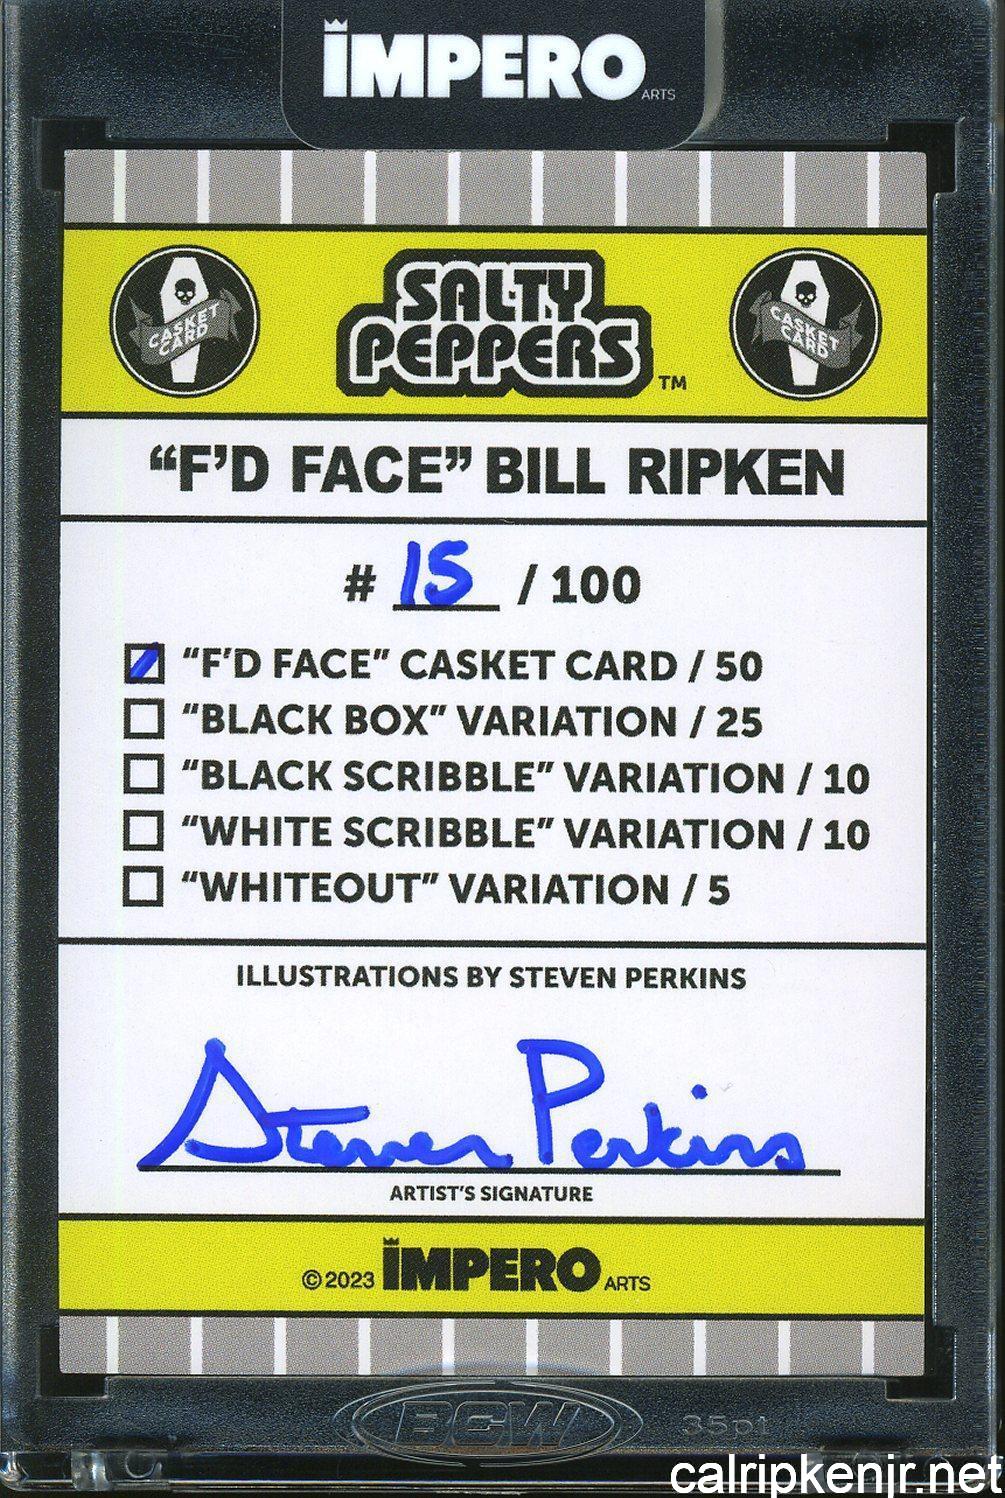 IMPERO ARTS
SALTY
PEPPERS ™
CASKET
CARD
CASKET
CARD
“F’D FACE” BILL RIPKEN
# 15 / 100
“F’D FACE” CASKET CARD / 50
“BLACK BOX” VARIATION / 25
“BLACK SCRIBBLE” VARIATION / 10
“WHITE SCRIBBLE” VARIATION / 10
“WHITEOUT” VARIATION / 5
ILLUSTRATIONS BY STEVEN PERKINS
Steven Perkins
ARTIST’S SIGNATURE
©2023 IMPERO ARTS
BCW 35pt
calripkenjr.net